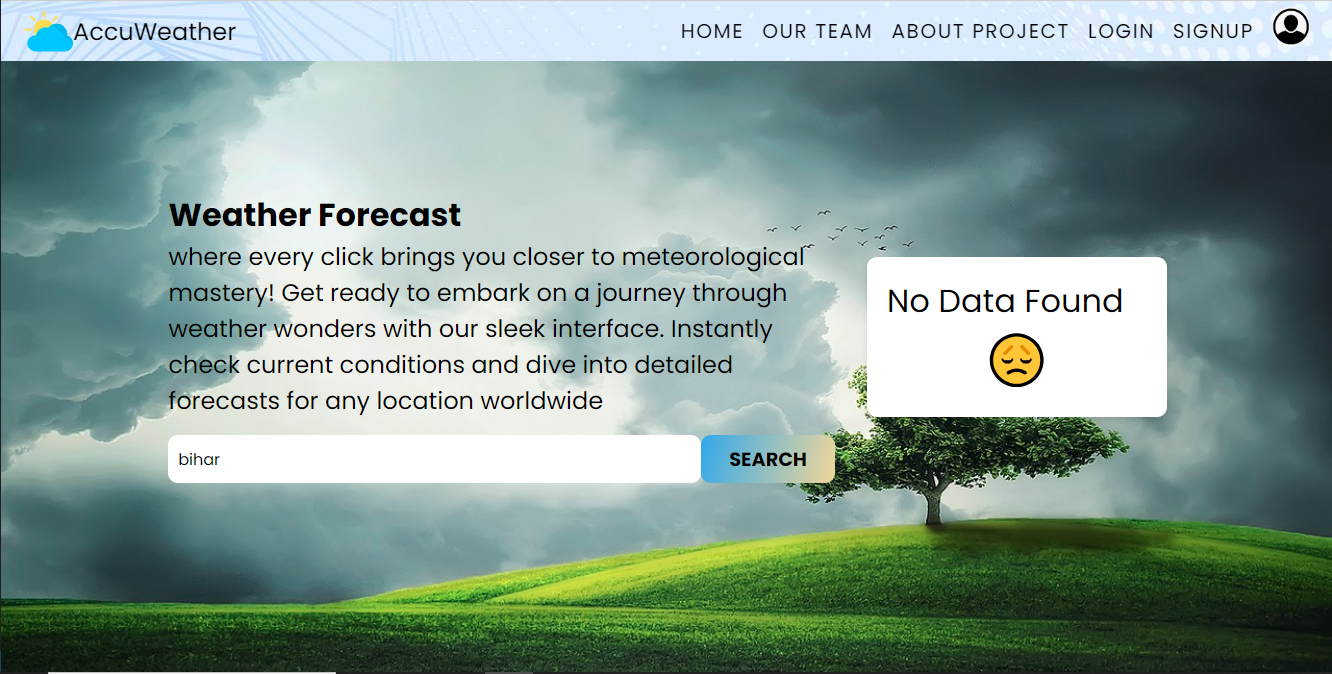 AccuWeather
HOME OUR TEAM ABOUT PROJECT LOGIN SIGNUP
Weather Forecast
where every click brings you closer to meteorological
mastery! Get ready to embark on a journey through
weather wonders with our sleek interface. Instantly
check current conditions and dive into detailed
forecasts for any location worldwide
bihar
SEARCH
No Data Found